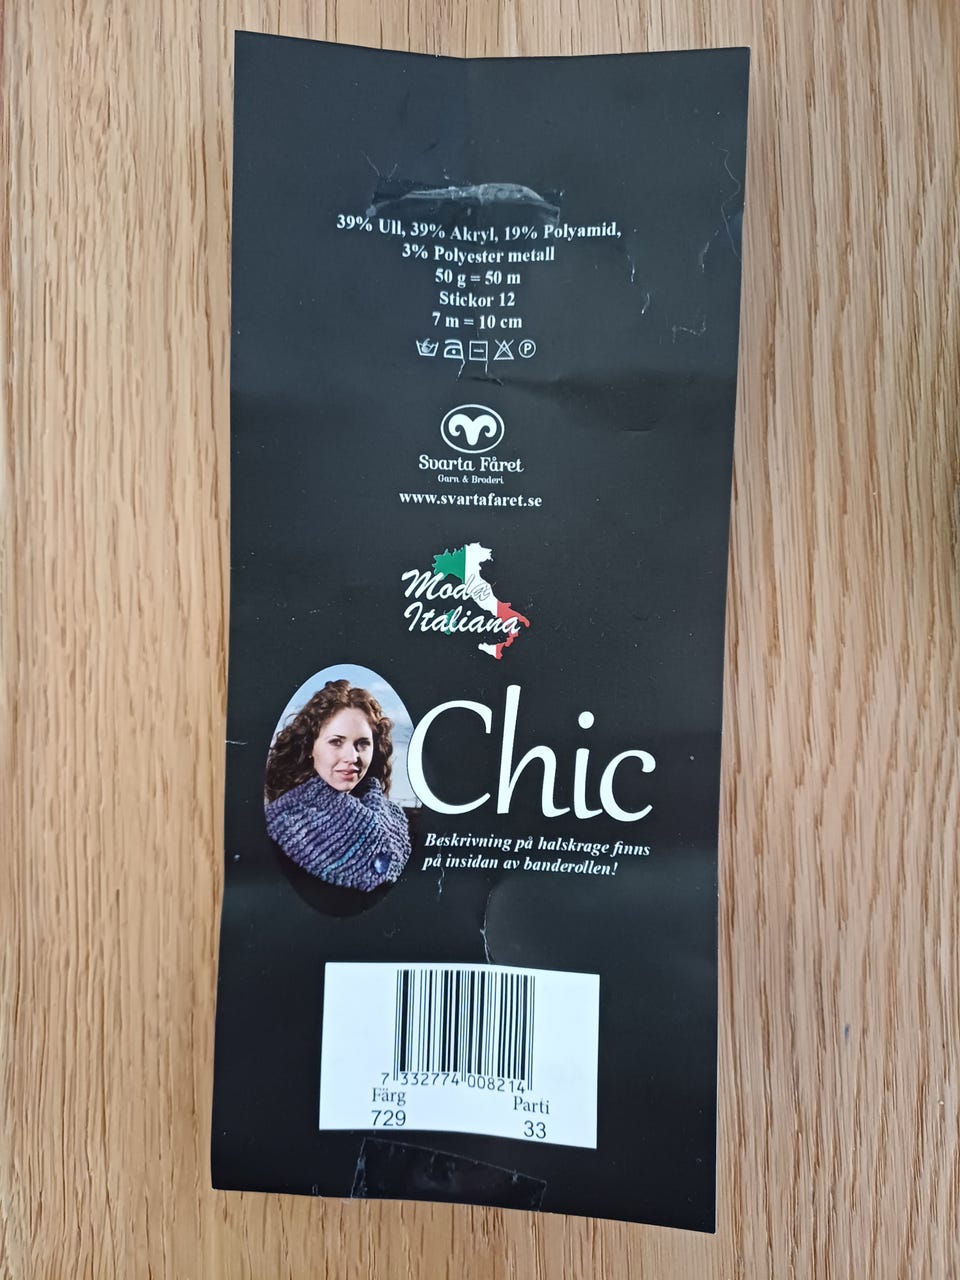 39% Ull, 39% Akryl, 19% Polyamid,
3% Polyester metall
50 g = 50 m
Stickor 12
7 m = 10 cm
P
Svarta Fåret
Garn & Broderi
www.svartafaret.se
Moda
Italiana
Chic
Beskrivning på halskrage finns
på insidan av banderollen!
7 332774 008214
Färg Parti
729 33